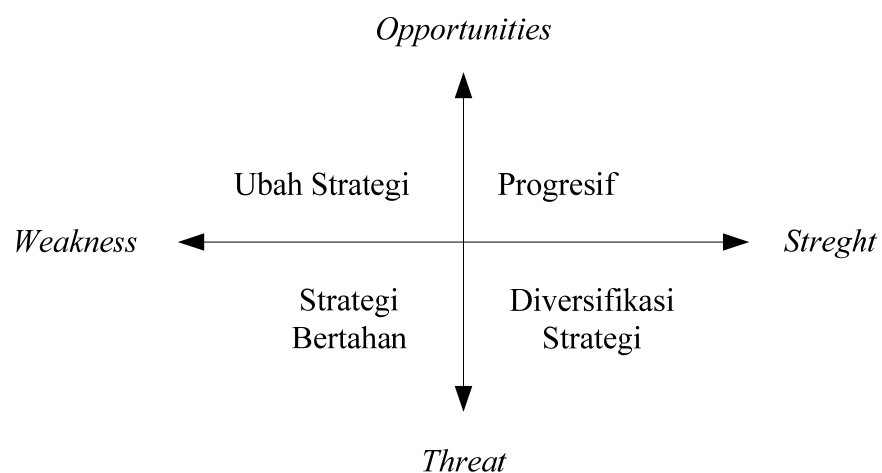 Opportunities
Ubah Strategi
Progresif
Weakness
Streght
Strategi
Bertahan
Diversifikasi
Strategi
Threat